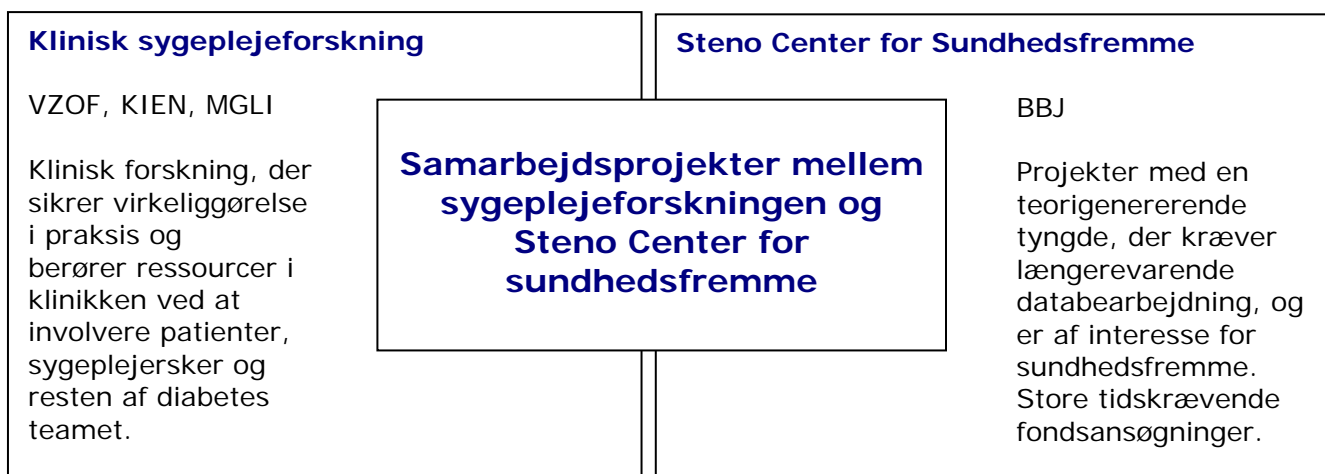 Klinisk sygeplejeforskning
VZOF, KIEN, MGLI
Klinisk forskning, der
sikrer virkeliggørelse
i praksis og
berører ressourcer i
klinikken ved at
involvere patienter,
sygeplejersker og
resten af diabetes
teamet.
Samarbejdsprojekter mellem
sygeplejeforskningen og
Steno Center for
sundhedsfremme
Steno Center for Sundhedsfremme
BBJ
Projekter med en
teorigenererende
tyngde, der kræver
længerevarende
databearbejdning, og
er af interesse for
sundhedsfremme.
Store tidskrævende
fondsansøgninger.